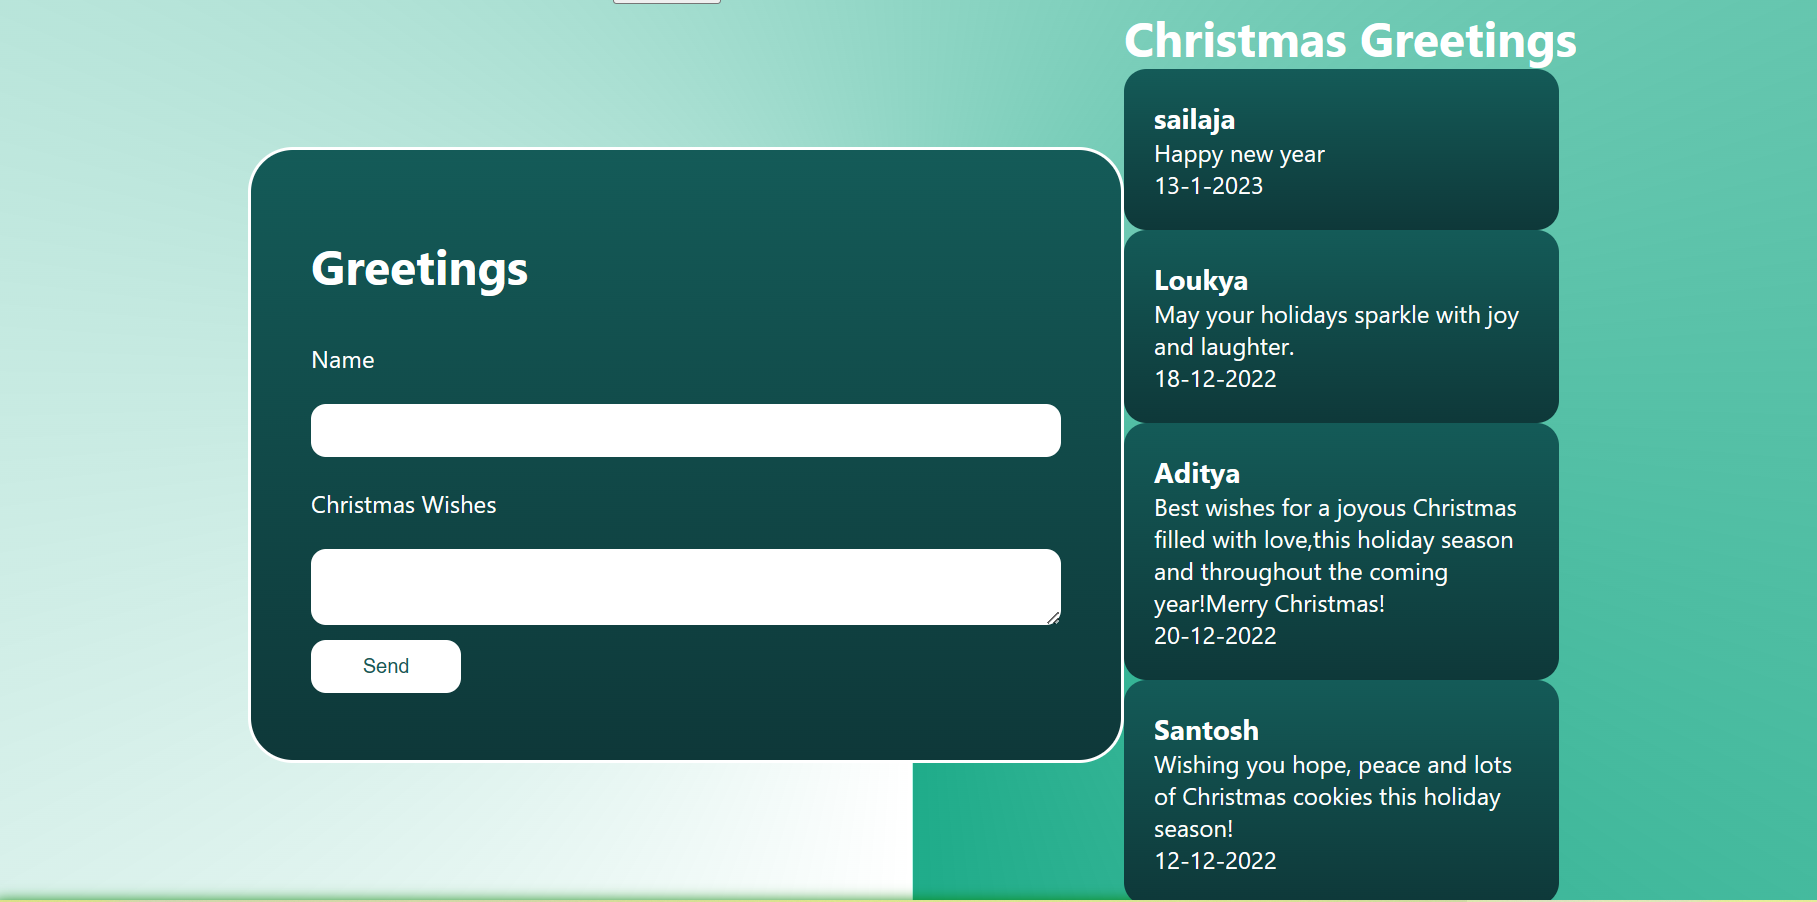 Greetings
Name
Christmas Wishes
Send
Christmas Greetings
sailaja
Happy new year
13-1-2023
Loukya
May your holidays sparkle with joy
and laughter.
18-12-2022
Aditya
Best wishes for a joyous Christmas
filled with love,this holiday season
and throughout the coming
year!Merry Christmas!
20-12-2022
Santosh
Wishing you hope, peace and lots
of Christmas cookies this holiday
season!
12-12-2022